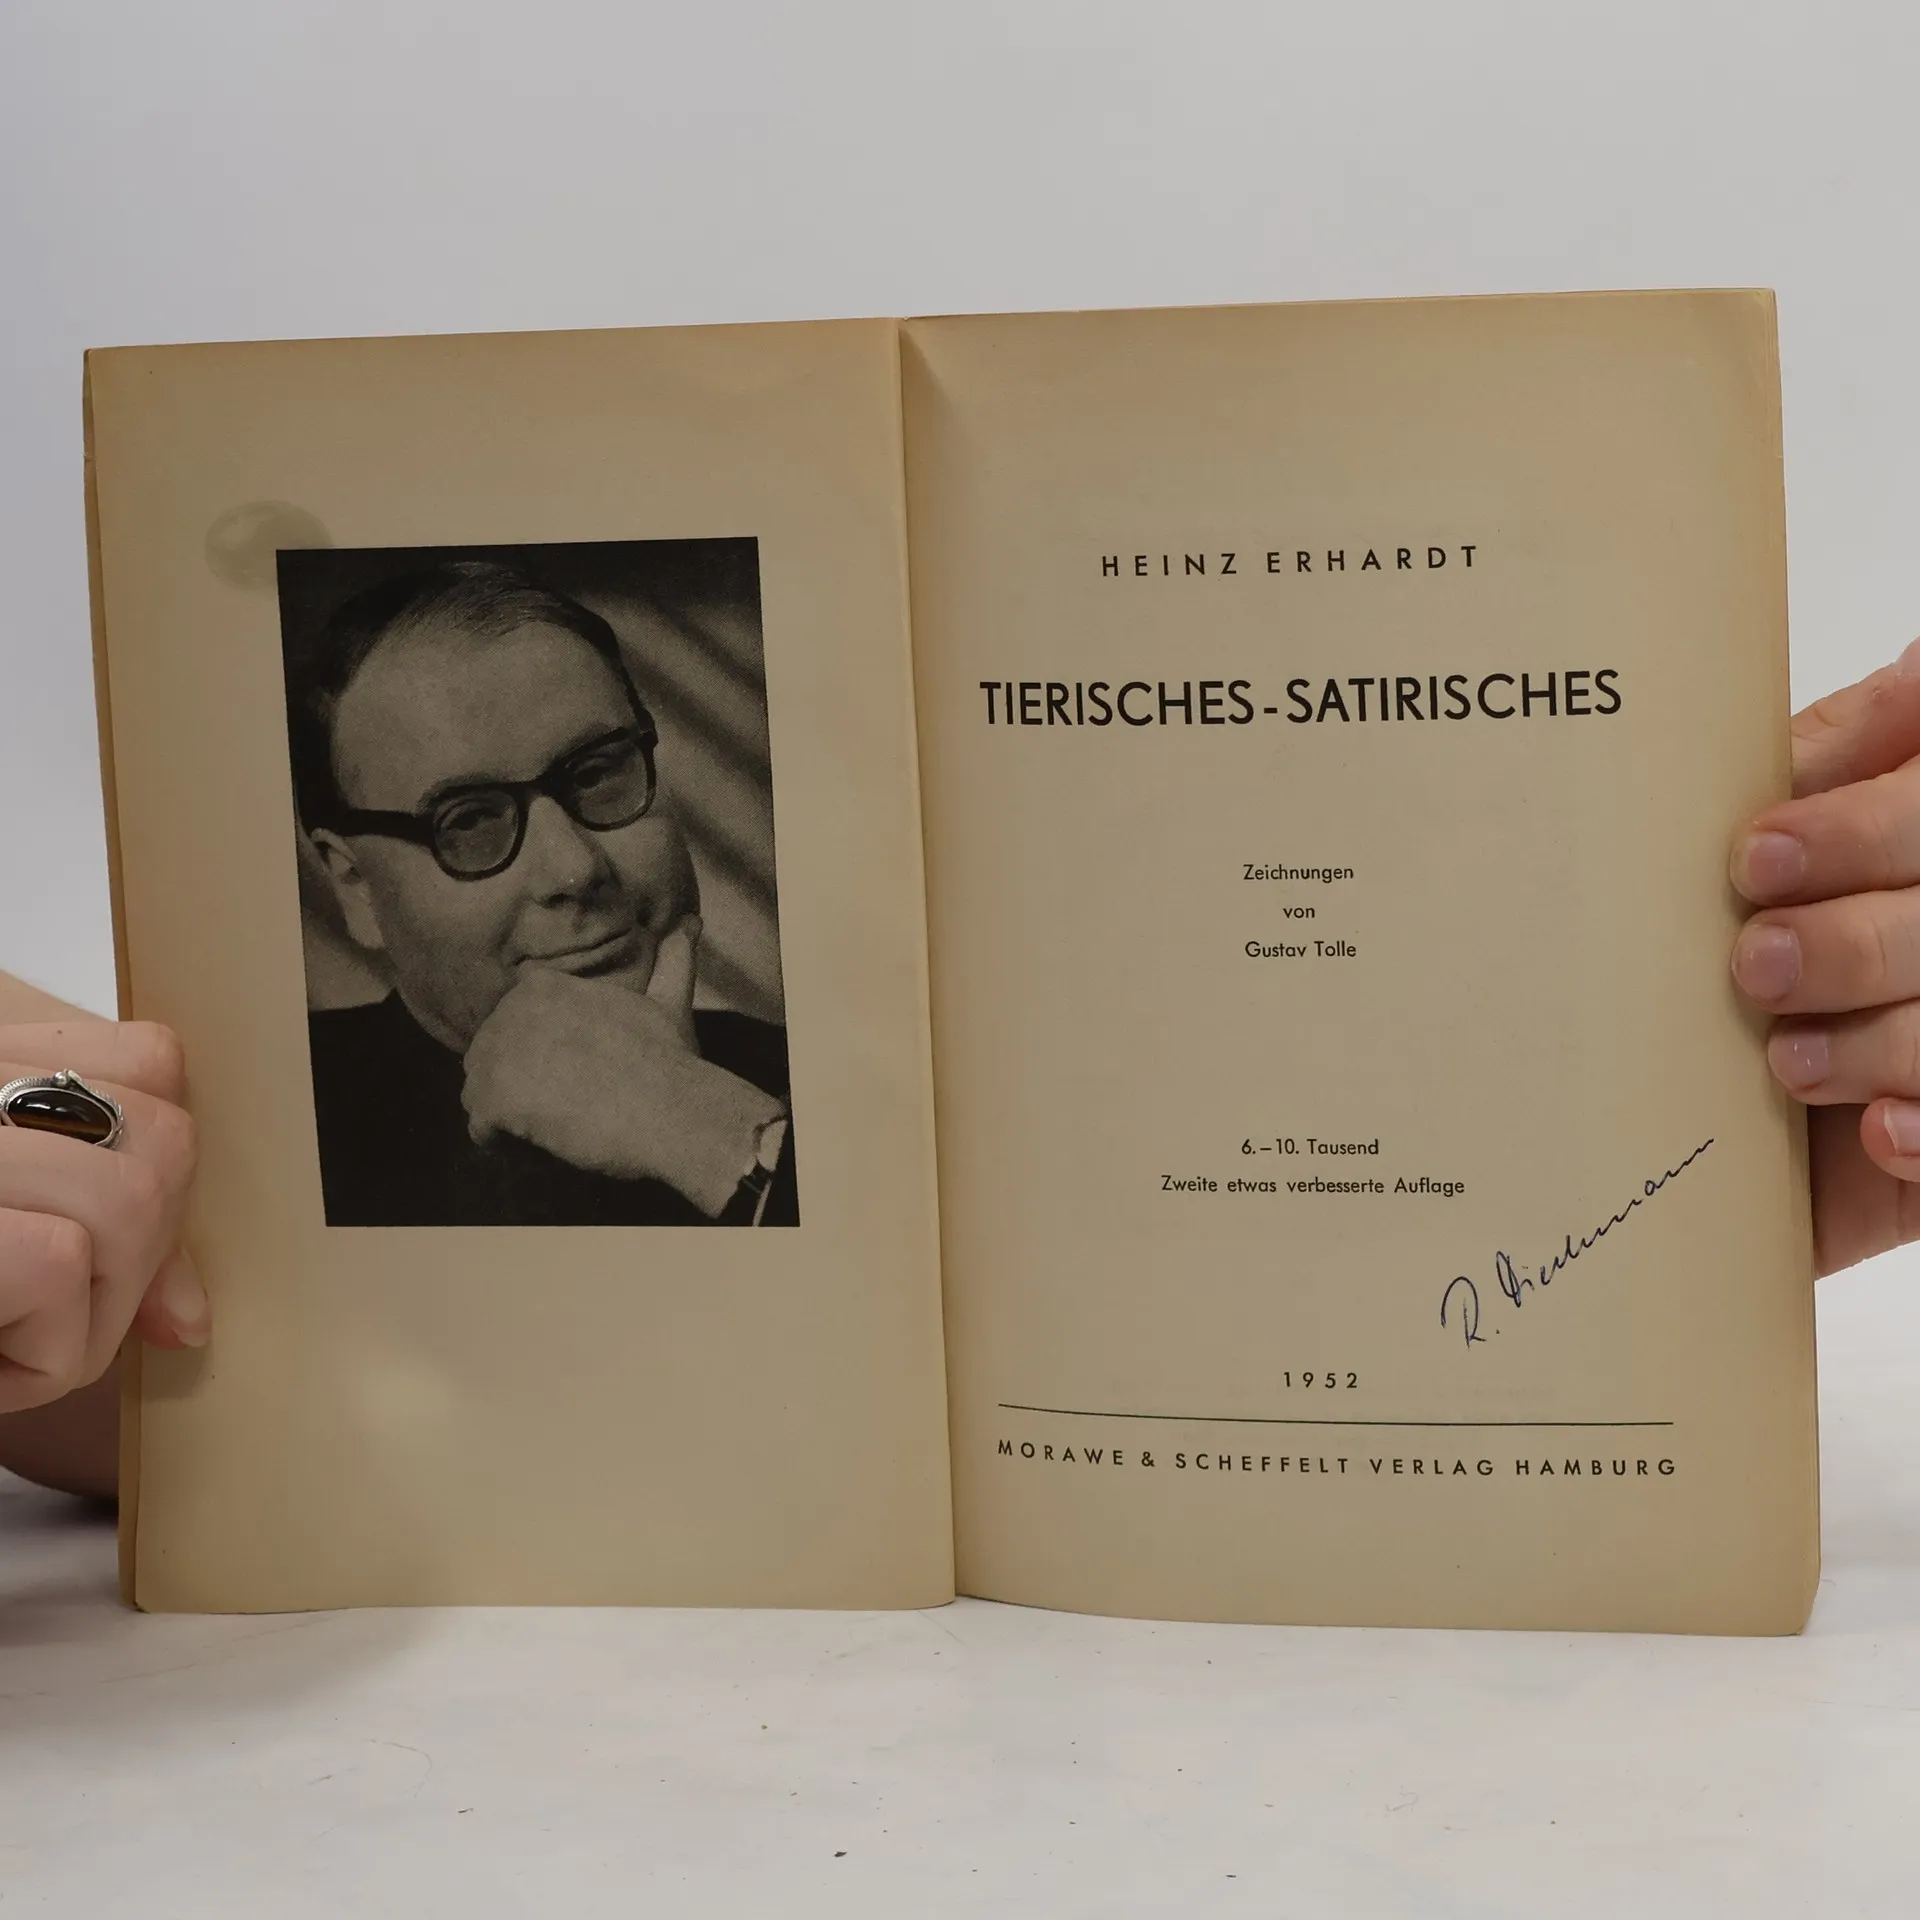 HEINZ ERHARDT
TIERISCHES-SATIRISCHES
Zeichnungen
von
Gustav Tolle
6.–10. Tausend
Zweite etwas verbesserte Auflage
R.
1952
MORAWE & SCHEFFELT VERLAG HAMBURG